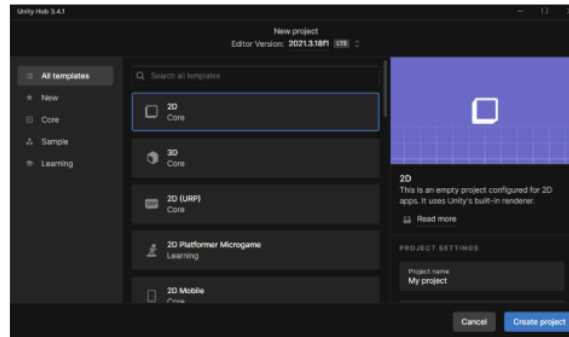 Unity Hub 3.4.1
New project
Editor Version: 2021.3.18f1 LTS
All templates
New
Core
Sample
Learning
Search all templates
2D
Core
3D
Core
SRP
2D (URP)
Core
2D Platformer Microgame
Learning
2D Mobile
Core
2D
This is an empty project configured for 2D
apps. It uses Unity's built-in renderer.
Read more
PROJECT SETTINGS
Project name
My project
Cancel
Create project